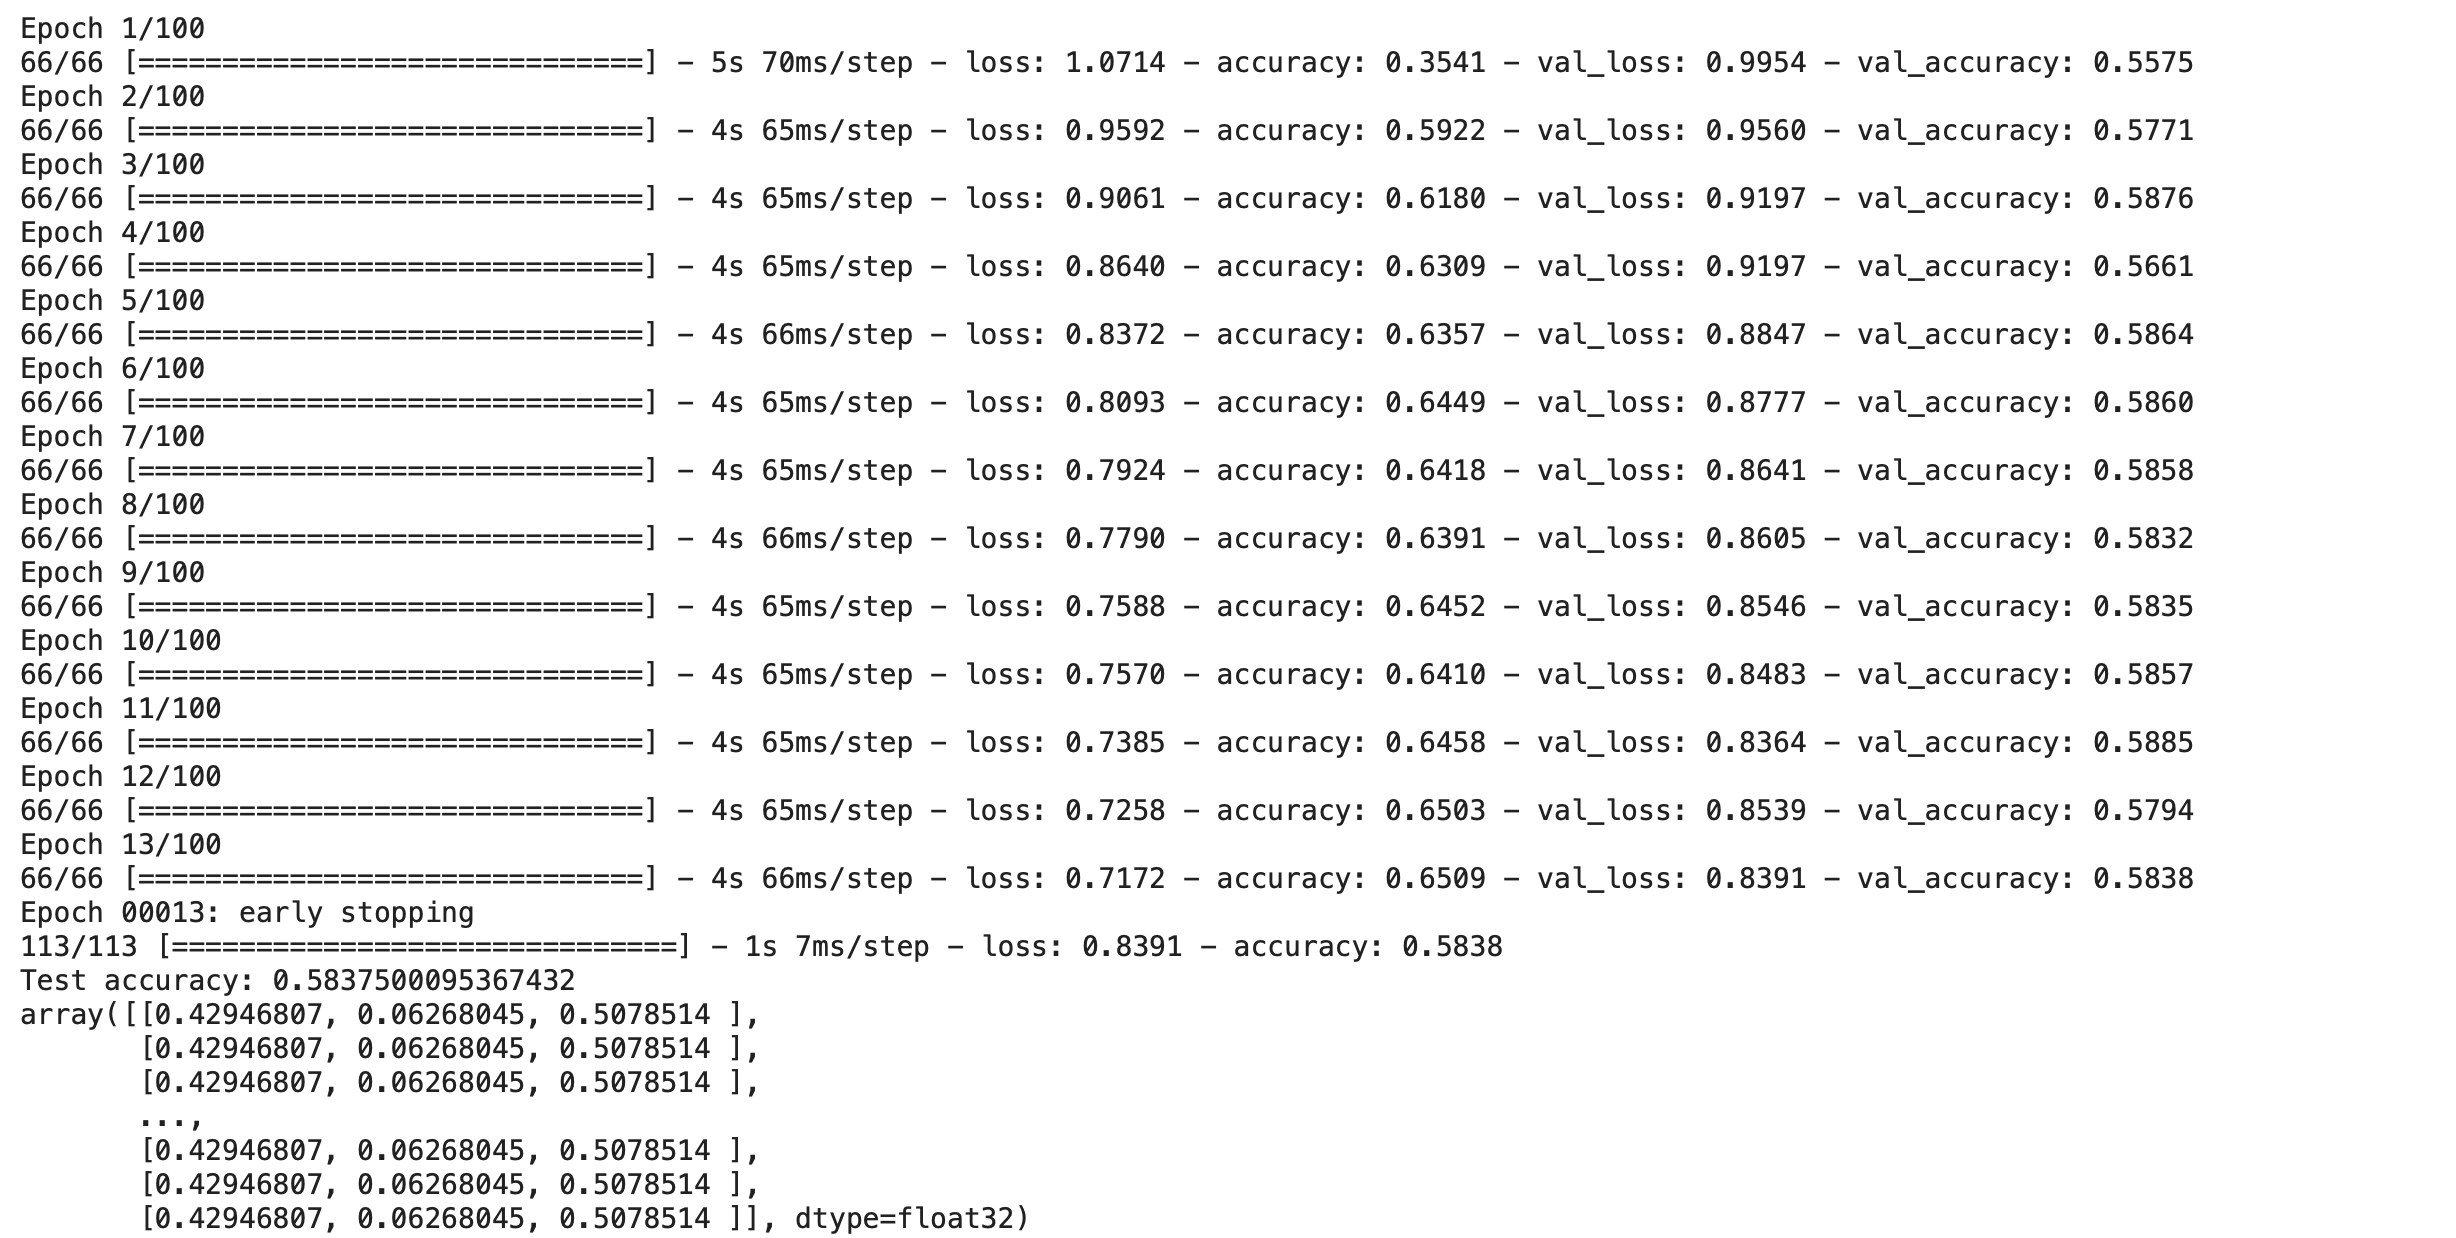 Epoch 1/100
66/66 [==============================] - 5s 70ms/step - loss: 1.0714 - accuracy: 0.3541 - val_loss: 0.9954 - val_accuracy: 0.5575
Epoch 2/100
66/66 [==============================] - 4s 65ms/step - loss: 0.9592 - accuracy: 0.5922 - val_loss: 0.9560 - val_accuracy: 0.5771
Epoch 3/100
66/66 [==============================] - 4s 65ms/step - loss: 0.9061 - accuracy: 0.6180 - val_loss: 0.9197 - val_accuracy: 0.5876
Epoch 4/100
66/66 [==============================] - 4s 65ms/step - loss: 0.8640 - accuracy: 0.6309 - val_loss: 0.9197 - val_accuracy: 0.5661
Epoch 5/100
66/66 [==============================] - 4s 66ms/step - loss: 0.8372 - accuracy: 0.6357 - val_loss: 0.8847 - val_accuracy: 0.5864
Epoch 6/100
66/66 [==============================] - 4s 65ms/step - loss: 0.8093 - accuracy: 0.6449 - val_loss: 0.8777 - val_accuracy: 0.5860
Epoch 7/100
66/66 [==============================] - 4s 65ms/step - loss: 0.7924 - accuracy: 0.6418 - val_loss: 0.8641 - val_accuracy: 0.5858
Epoch 8/100
66/66 [==============================] - 4s 66ms/step - loss: 0.7790 - accuracy: 0.6391 - val_loss: 0.8605 - val_accuracy: 0.5832
Epoch 9/100
66/66 [==============================] - 4s 65ms/step - loss: 0.7588 - accuracy: 0.6452 - val_loss: 0.8546 - val_accuracy: 0.5835
Epoch 10/100
66/66 [==============================] - 4s 65ms/step - loss: 0.7570 - accuracy: 0.6410 - val_loss: 0.8483 - val_accuracy: 0.5857
Epoch 11/100
66/66 [==============================] - 4s 65ms/step - loss: 0.7385 - accuracy: 0.6458 - val_loss: 0.8364 - val_accuracy: 0.5885
Epoch 12/100
66/66 [==============================] - 4s 65ms/step - loss: 0.7258 - accuracy: 0.6503 - val_loss: 0.8539 - val_accuracy: 0.5794
Epoch 13/100
66/66 [==============================] - 4s 66ms/step - loss: 0.7172 - accuracy: 0.6509 - val_loss: 0.8391 - val_accuracy: 0.5838
Epoch 00013: early stopping
113/113 [==============================] - 1s 7ms/step - loss: 0.8391 - accuracy: 0.5838
Test accuracy: 0.5837500095367432
array([[0.42946807, 0.06268045, 0.5078514 ],
       [0.42946807, 0.06268045, 0.5078514 ],
       [0.42946807, 0.06268045, 0.5078514 ],
       ...,
       [0.42946807, 0.06268045, 0.5078514 ],
       [0.42946807, 0.06268045, 0.5078514 ],
       [0.42946807, 0.06268045, 0.5078514 ]], dtype=float32)